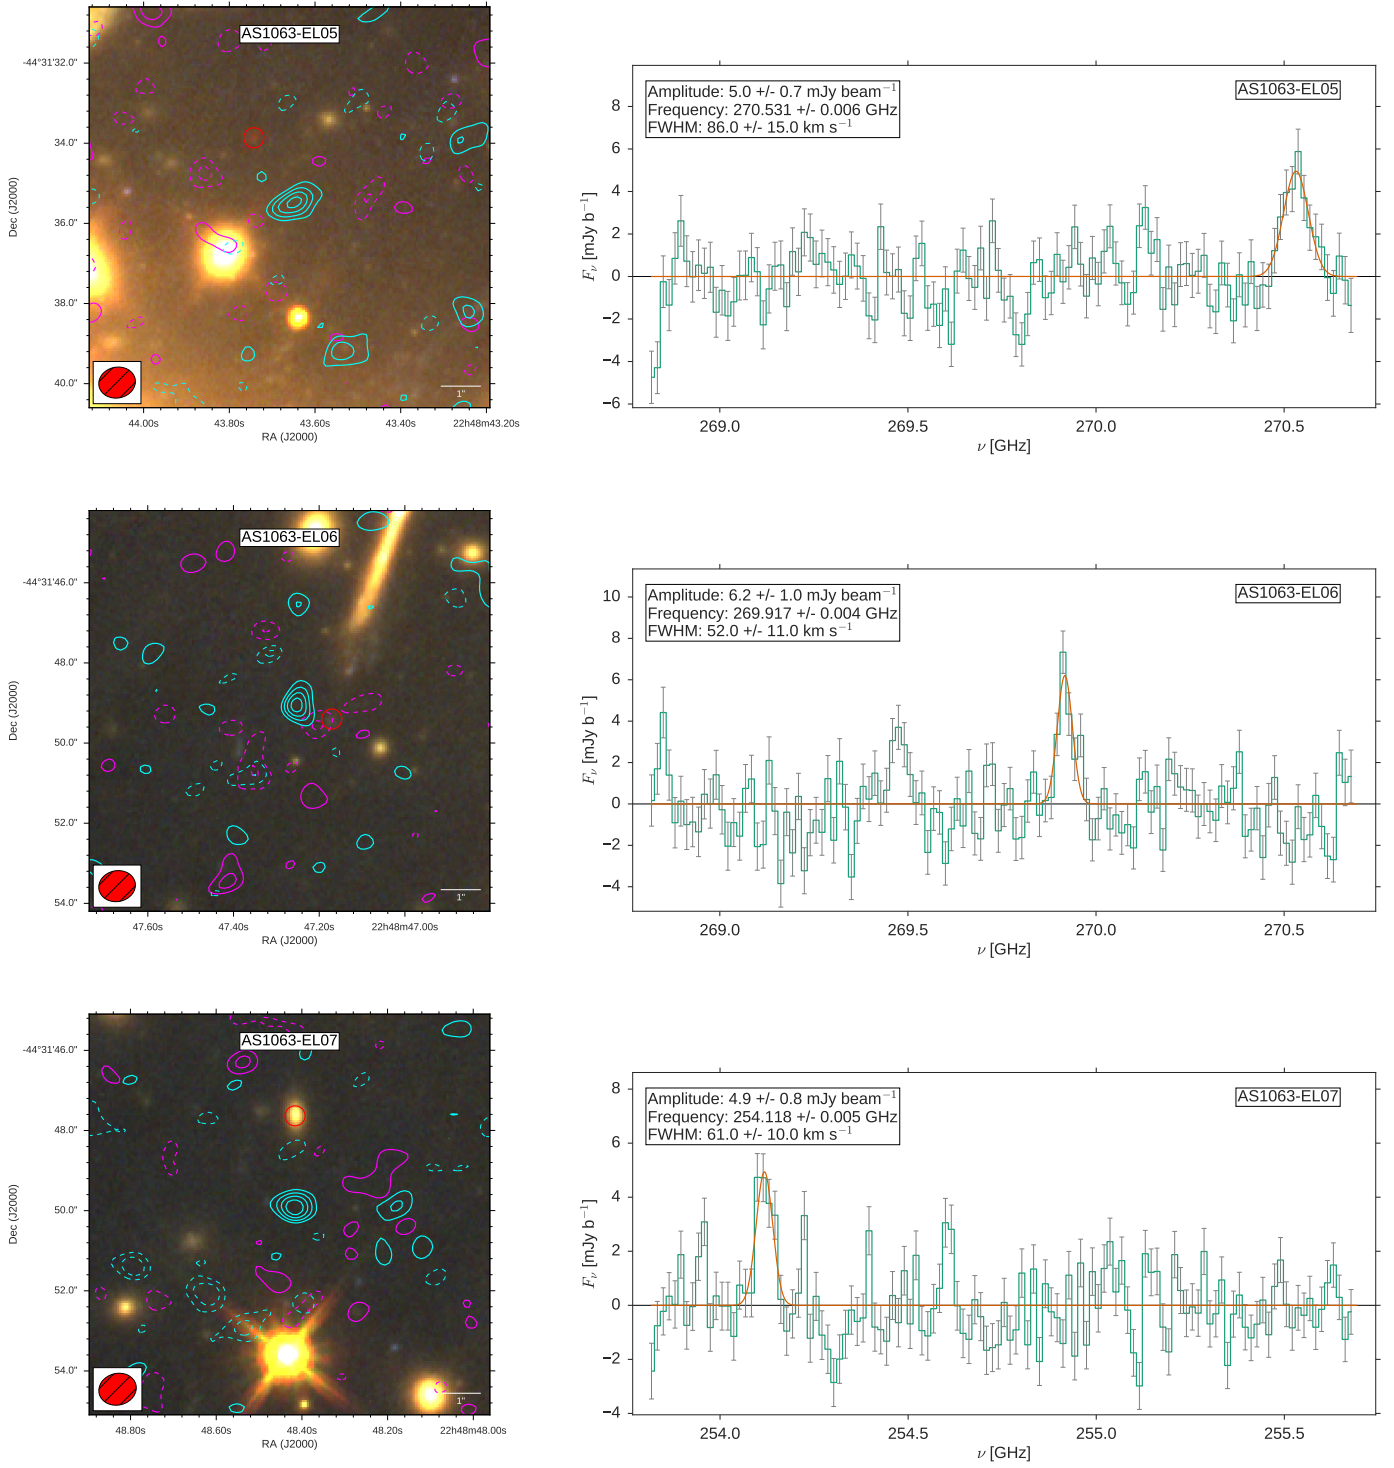 AS1063-EL05
-44°31'32.0"
34.0"
36.0"
38.0"
40.0"
Dec (J2000)
1"
44.00s 43.80s 43.60s 43.40s 22h48m43.20s
RA (J2000)
Amplitude: 5.0 +/- 0.7 mJy beam⁻¹
Frequency: 270.531 +/- 0.006 GHz
FWHM: 86.0 +/- 15.0 km s⁻¹
AS1063-EL05
8
6
4
2
0
−2
−4
−6
Fν [mJy b⁻¹]
269.0 269.5 270.0 270.5
ν [GHz]
AS1063-EL06
-44°31'46.0"
48.0"
50.0"
52.0"
54.0"
Dec (J2000)
1"
47.60s 47.40s 47.20s 22h48m47.00s
RA (J2000)
Amplitude: 6.2 +/- 1.0 mJy beam⁻¹
Frequency: 269.917 +/- 0.004 GHz
FWHM: 52.0 +/- 11.0 km s⁻¹
AS1063-EL06
10
8
6
4
2
0
−2
−4
Fν [mJy b⁻¹]
269.0 269.5 270.0 270.5
ν [GHz]
AS1063-EL07
-44°31'46.0"
48.0"
50.0"
52.0"
54.0"
Dec (J2000)
1"
48.80s 48.60s 48.40s 48.20s 22h48m48.00s
RA (J2000)
Amplitude: 4.9 +/- 0.8 mJy beam⁻¹
Frequency: 254.118 +/- 0.005 GHz
FWHM: 61.0 +/- 10.0 km s⁻¹
AS1063-EL07
8
6
4
2
0
−2
−4
Fν [mJy b⁻¹]
254.0 254.5 255.0 255.5
ν [GHz]